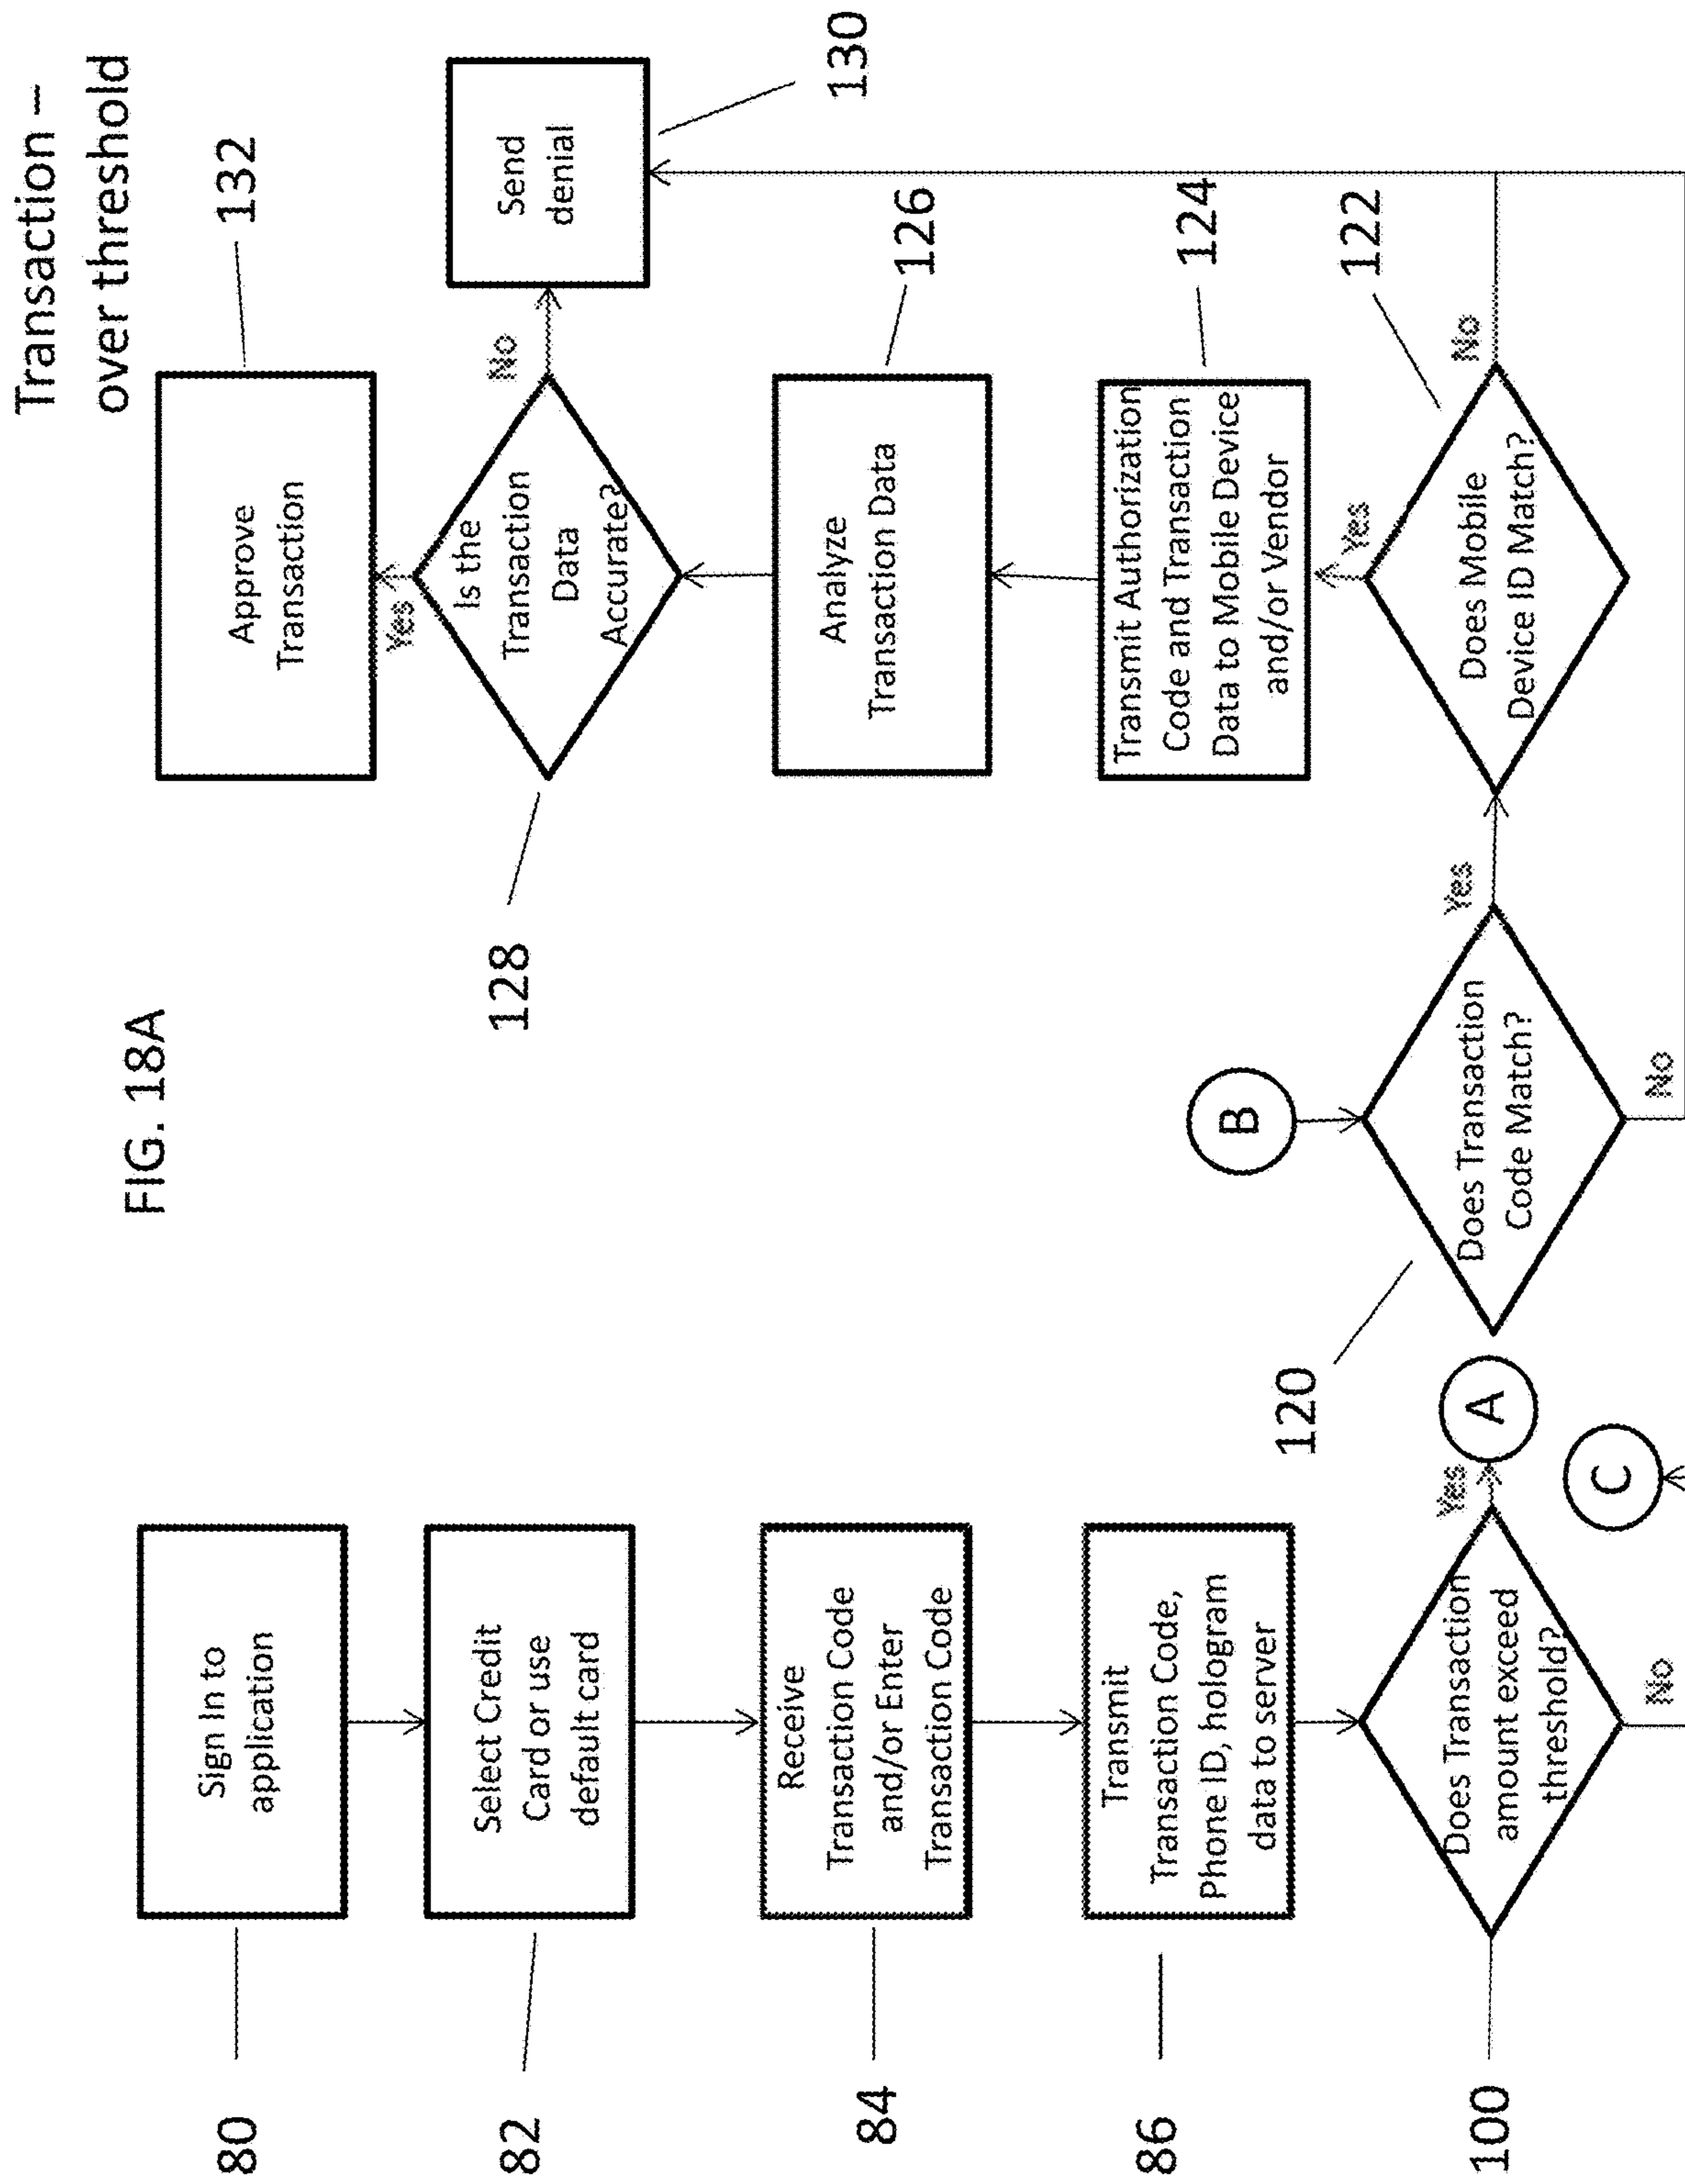 FIG. 18A
Transaction –
over threshold
80
Sign In to
application
82
Select Credit
Card or use
default card
84
Receive
Transaction Code
and/or Enter
Transaction Code
86
Transmit
Transaction Code,
Phone ID, hologram
data to server
100
Does Transaction
amount exceed
threshold?
Yes
A
No
C
B
120
Does Transaction
Code Match?
Yes
No
122
Does Mobile
Device ID Match?
Yes
No
124
Transmit Authorization
Code and Transaction
Data to Mobile Device
and/or Vendor
126
Analyze
Transaction Data
128
Is the
Transaction
Data
Accurate?
Yes
No
130
Send
denial
132
Approve
Transaction